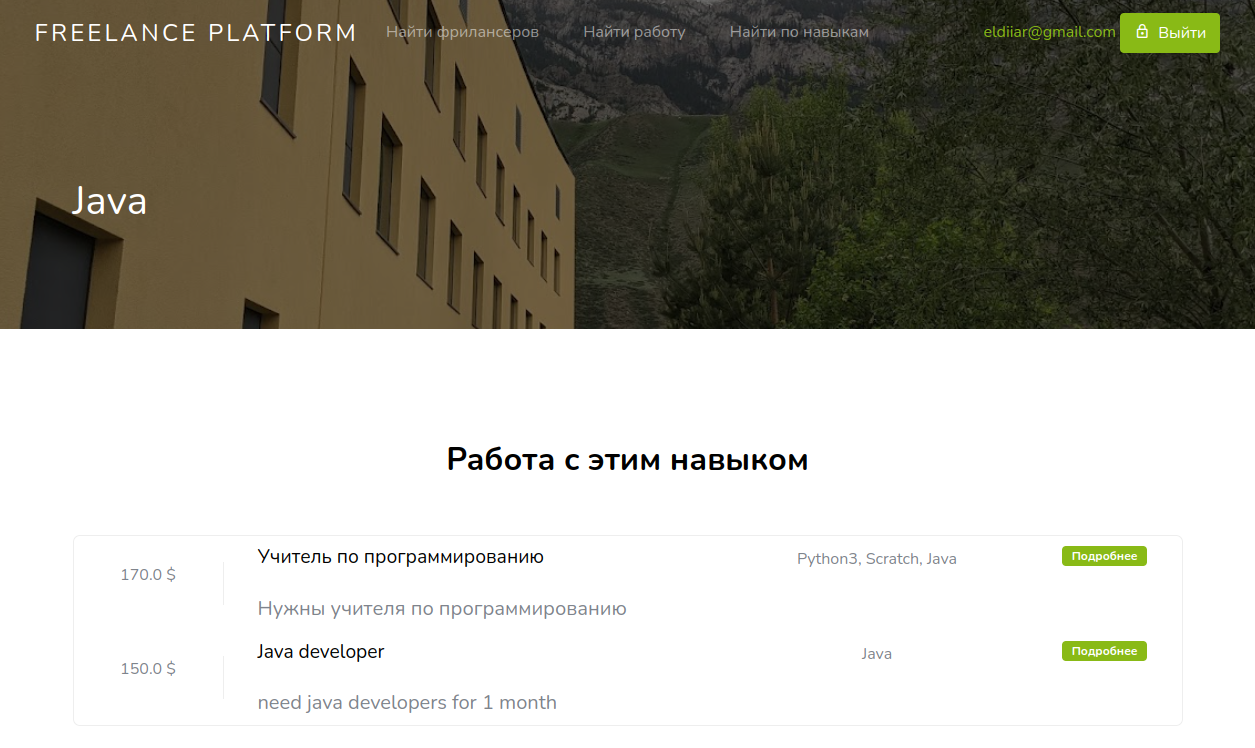 FREELANCE PLATFORM Найти фрилансеров Найти работу Найти по навыкам eldiiar@gmail.com Выйти
Java
Работа с этим навыком
170.0 $ Учитель по программированию Python3, Scratch, Java Подробнее
Нужны учителя по программированию
150.0 $ Java developer Java Подробнее
need java developers for 1 month